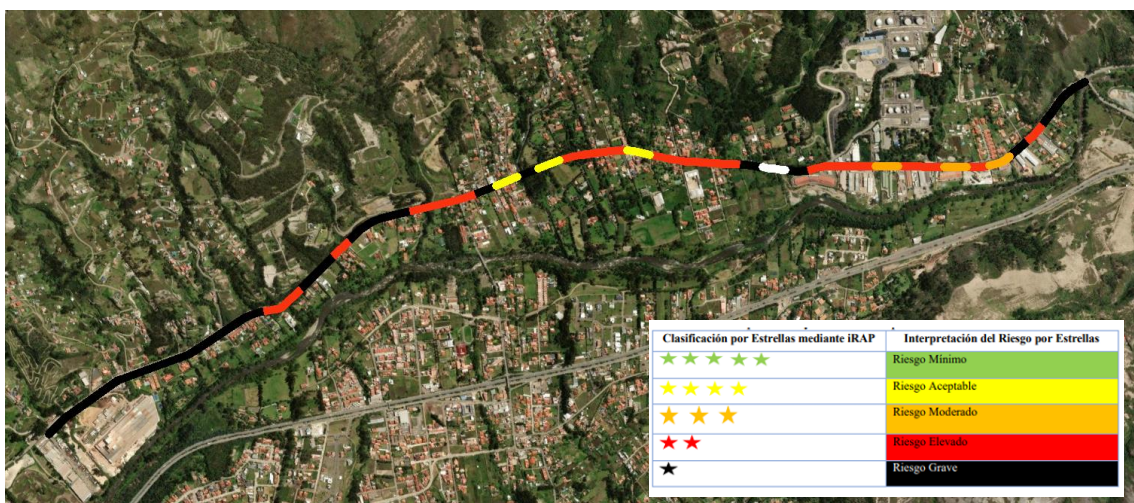 Clasificación por Estrellas mediante iRAP Interpretación del Riesgo por Estrellas
Riesgo Mínimo
Riesgo Aceptable
Riesgo Moderado
Riesgo Elevado
Riesgo Grave